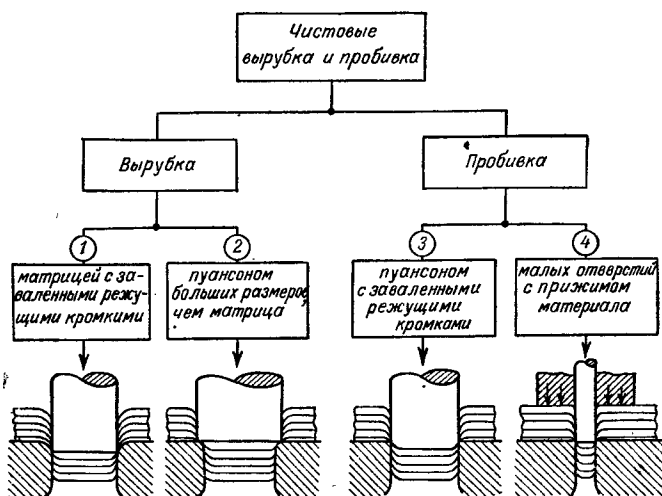 Чистовые
вырубка и пробивка
Вырубка
Пробивка
1
2
3
4
матрицей с за-
валенными режу-
щими кромкими
пуансоном
больших размеров,
чем матрица
пуансоном
с заваленными
режущими
кромками
малых отверстий
с прижимом
материала